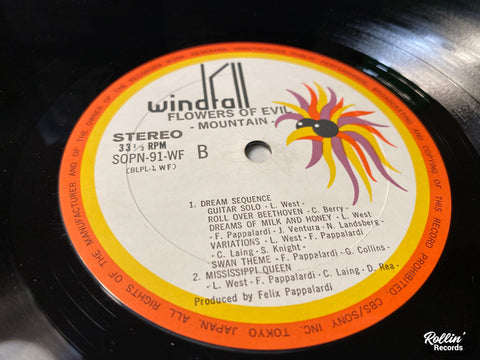 windfall
FLOWERS OF EVIL
- MOUNTAIN -
STEREO
33 1/3 RPM
SOPN-91-WF B
(BLPL-1 WF)
1. DREAM SEQUENCE
GUITAR SOLO - L. West -
ROLL OVER BEETHOVEN - C. Berry -
DREAMS OF MILK AND HONEY - L. West
- F. Pappalardi - J. Ventura - N. Landsberg -
VARIATIONS - L. West - F. Pappalardi
- C. Laing - S. Knight -
SWAN THEME - F. Pappalardi - G. Collins -
2. MISSISSIPPI QUEEN
- L. West - F. Pappalardi - C. Laing - D. Rea -
Produced by Felix Pappalardi
ALL RIGHTS OF THE MANUFACTURER AND OF THE OWNER OF THE RECORDED WORK RESERVED. UNAUTHORIZED PUBLIC PERFORMANCE, BROADCASTING AND COPYING OF THIS RECORD PROHIBITED. CBS/SONY INC. TOKYO JAPAN.
Rollin'
Records